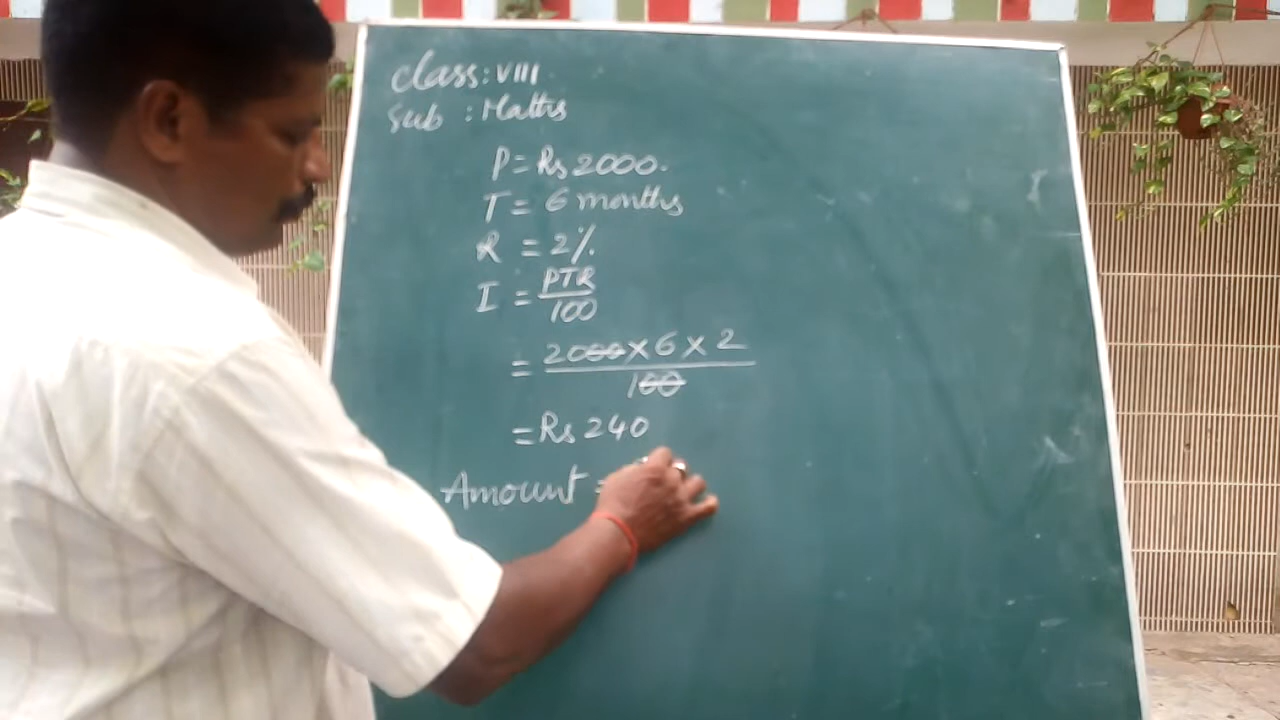 Class: VIII
Sub : Maths
P = Rs 2000.
T = 6 months
R = 2%.
I = PTR
100
= 2000 x 6 x 2
100
= Rs 240
Amount =